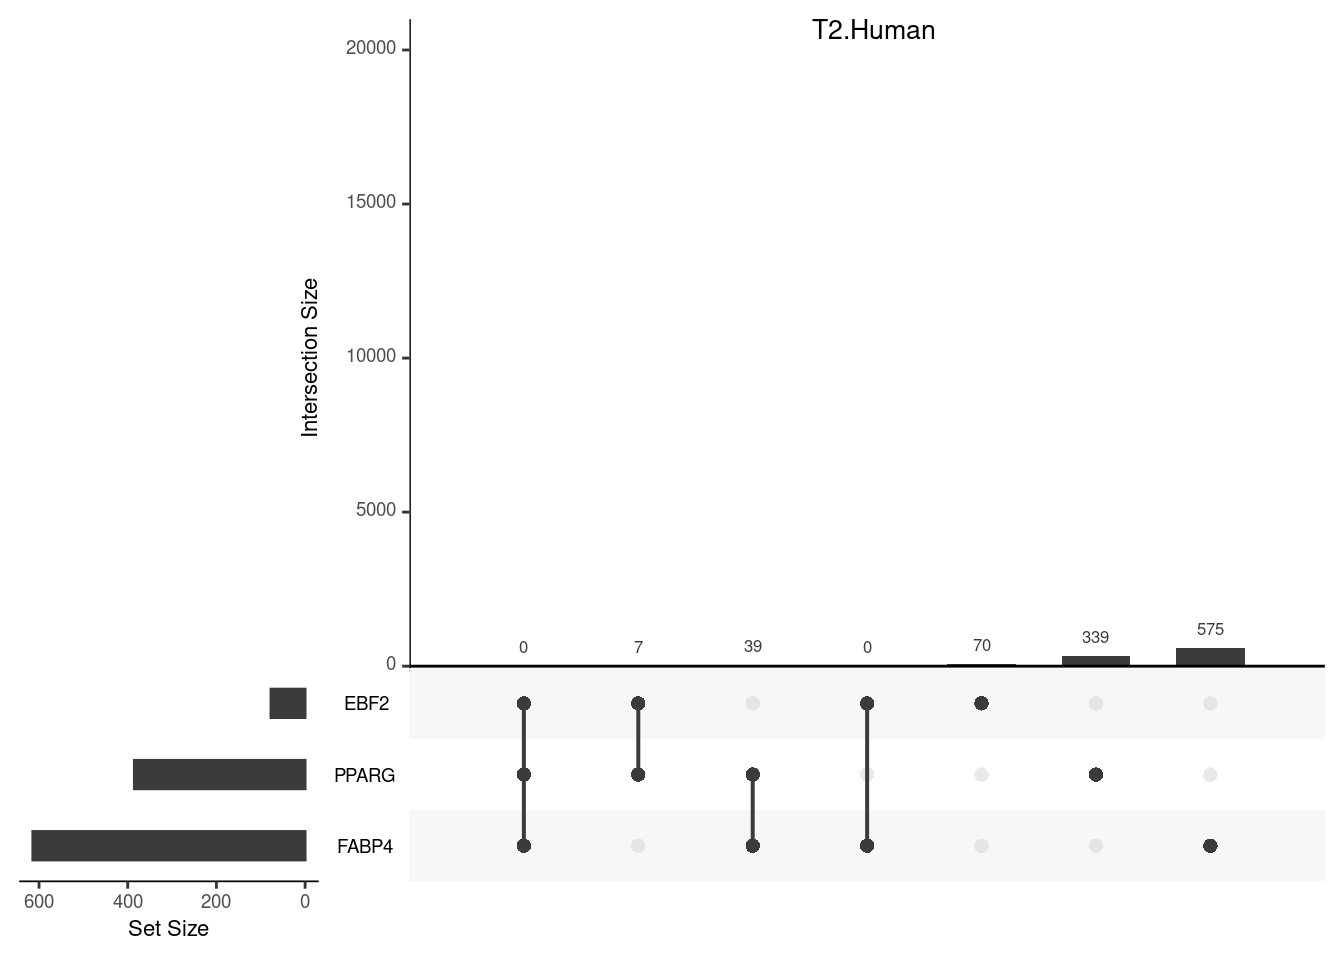 T2.Human
20000
15000
10000
5000
0
Intersection Size
0 7 39 0 70 339 575
EBF2
PPARG
FABP4
600 400 200 0
Set Size